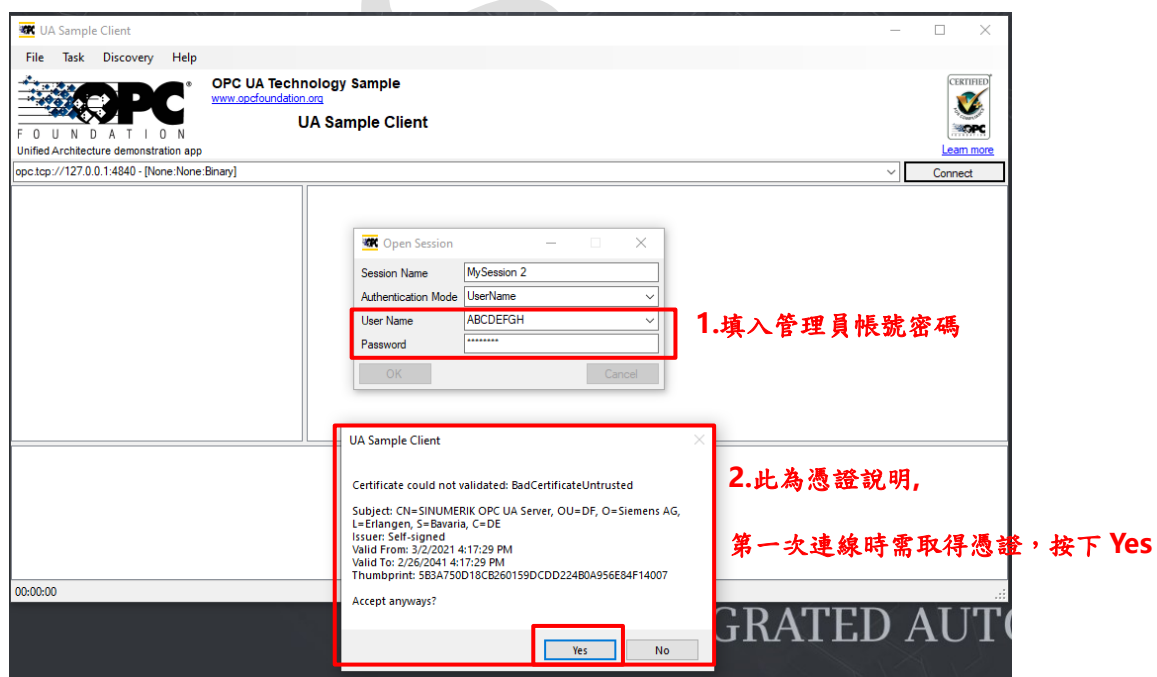 UA Sample Client
File Task Discovery Help
OPC
FOUNDATION
Unified Architecture demonstration app
OPC UA Technology Sample
www.opcfoundation.org
UA Sample Client
CERTIFIED
OPC
Learn more
opc.tcp://127.0.0.1:4840 - [None:None:Binary]
Connect
Open Session
Session Name MySession 2
Authentication Mode UserName
User Name ABCDEFGH
Password ********
OK Cancel
1.填入管理員帳號密碼
UA Sample Client
Certificate could not validated: BadCertificateUntrusted
Subject: CN=SINUMERIK OPC UA Server, OU=DF, O=Siemens AG,
L=Erlangen, S=Bavaria, C=DE
Issuer: Self-signed
Valid From: 3/2/2021 4:17:29 PM
Valid To: 2/26/2041 4:17:29 PM
Thumbprint: 5B3A750D18CB260159DCDD224B0A956E84F14007
Accept anyways?
Yes No
2.此為憑證說明,
第一次連線時需取得憑證，按下 Yes
00:00:00
GRATED AUTO